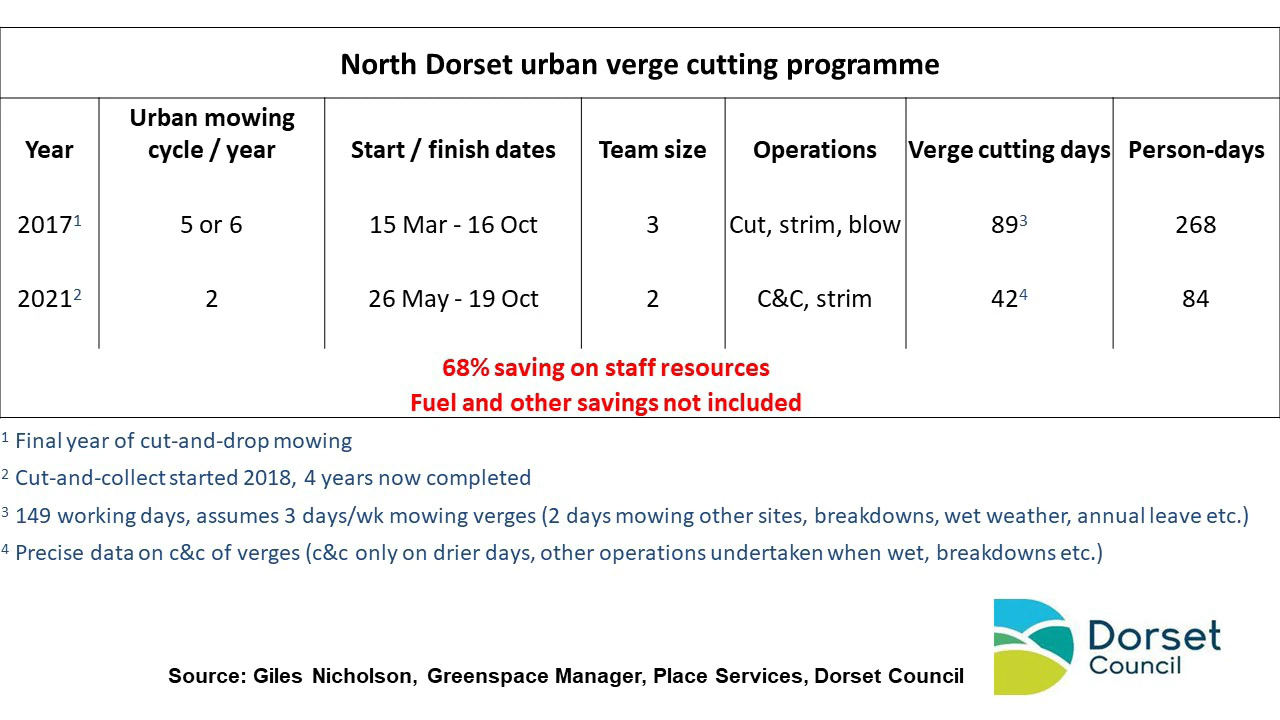 North Dorset urban verge cutting programme
Year
Urban mowing
cycle / year
Start / finish dates
Team size
Operations
Verge cutting days
Person-days
2017¹ 5 or 6 15 Mar - 16 Oct 3 Cut, strim, blow 89³ 268
2021² 2 26 May - 19 Oct 2 C&C, strim 42⁴ 84
68% saving on staff resources
Fuel and other savings not included
¹ Final year of cut-and-drop mowing
² Cut-and-collect started 2018, 4 years now completed
³ 149 working days, assumes 3 days/wk mowing verges (2 days mowing other sites, breakdowns, wet weather, annual leave etc.)
⁴ Precise data on c&c of verges (c&c only on drier days, other operations undertaken when wet, breakdowns etc.)
Dorset
Council
Source: Giles Nicholson, Greenspace Manager, Place Services, Dorset Council